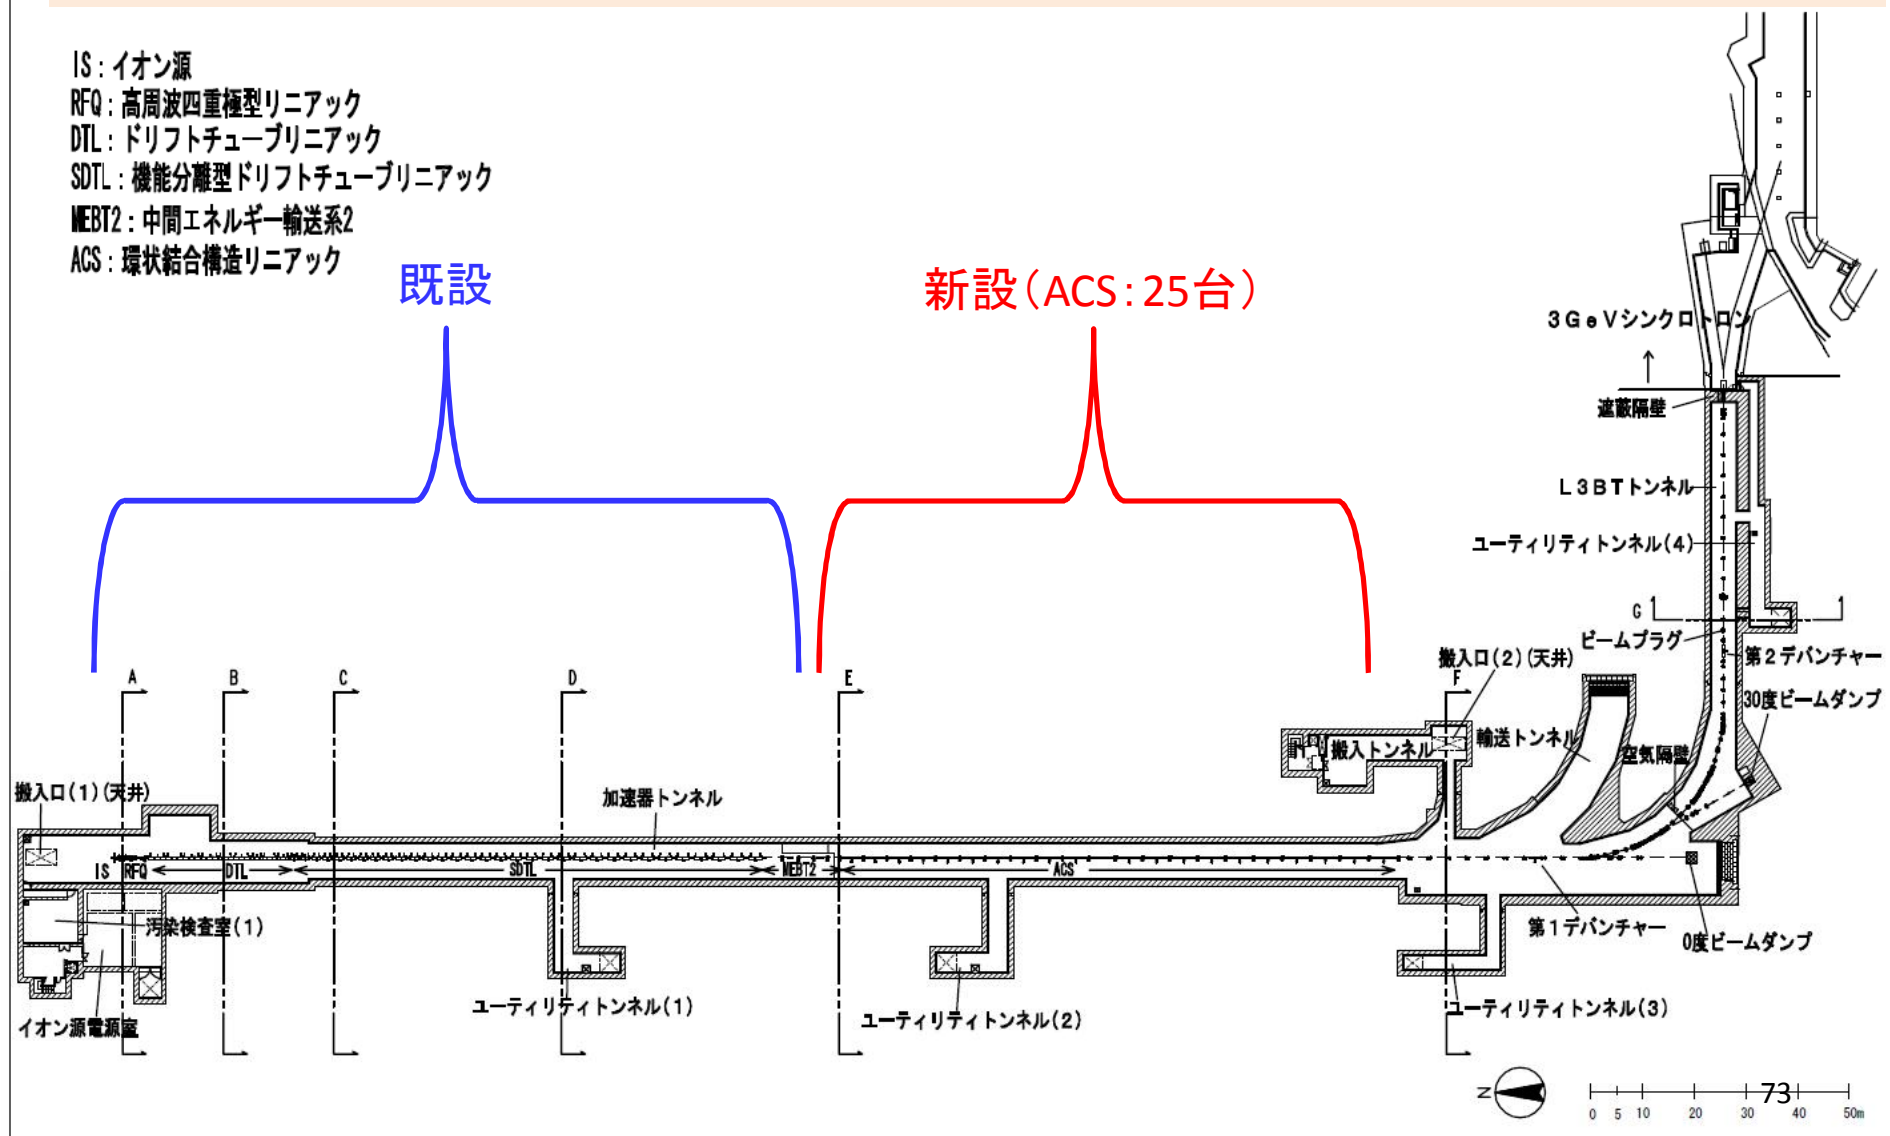 IS：イオン源
RFQ：高周波四重極型リニアック
DTL：ドリフトチューブリニアック
SDTL：機能分離型ドリフトチューブリニアック
MEBT2：中間エネルギー輸送系2
ACS：環状結合構造リニアック
既設
新設（ACS：25台）
3GeVシンクロトロン
遮蔽隔壁
L3BTトンネル
ユーティリティトンネル(4)
G
ビームプラグ
第2デバンチャー
30度ビームダンプ
搬入口(2)(天井)
A
B
C
D
E
F
搬入トンネル
輸送トンネル
空気隔壁
搬入口(1)(天井)
加速器トンネル
IS
RFQ
DTL
SDTL
MEBT2
ACS
汚染検査室(1)
第1デバンチャー
0度ビームダンプ
イオン源電源室
ユーティリティトンネル(1)
ユーティリティトンネル(2)
ユーティリティトンネル(3)
N
73
0 5 10 20 30 40 50m